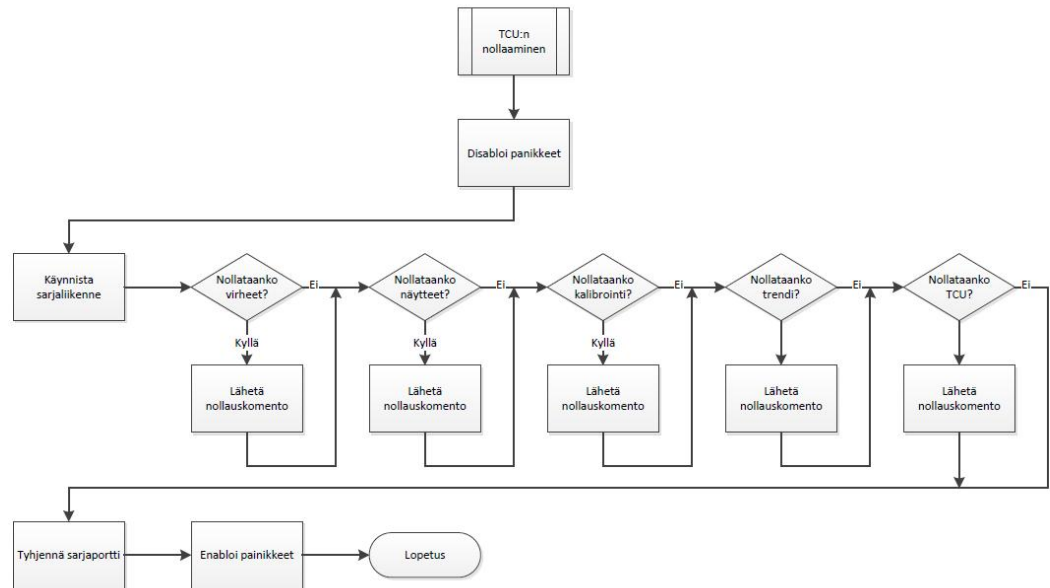 TCU:n
nollaaminen
Disabloi panikkeet
Käynnista
sarjaliikenne
Nollataanko
virheet?
Ei
Nollataanko
näytteet?
Ei
Nollataanko
kalibrointi?
Ei
Nollataanko
trendi?
Ei
Nollataanko
TCU?
Ei
Kyllä
Kyllä
Kyllä
Lähetä
nollauskomento
Lähetä
nollauskomento
Lähetä
nollauskomento
Lähetä
nollauskomento
Lähetä
nollauskomento
Tyhjennä sarjaportti
Enabloi painikkeet
Lopetus